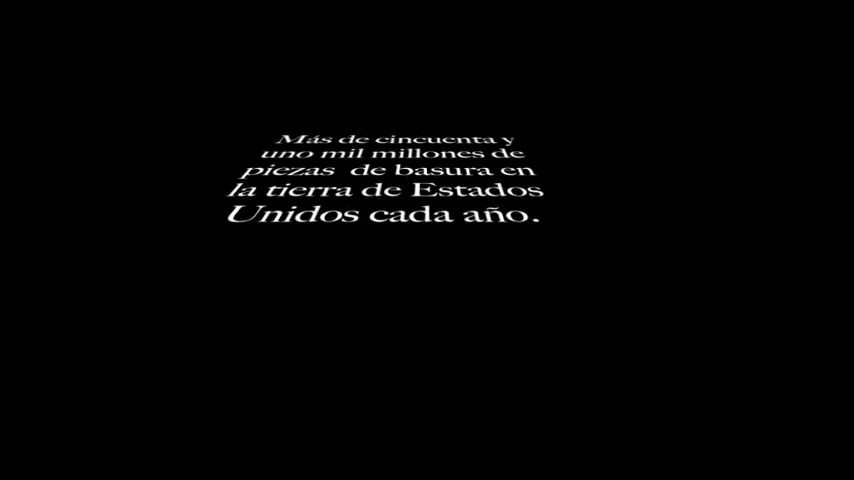 Más de cincuenta y
uno mil millones de
piezas de basura en
la tierra de Estados
Unidos cada año.